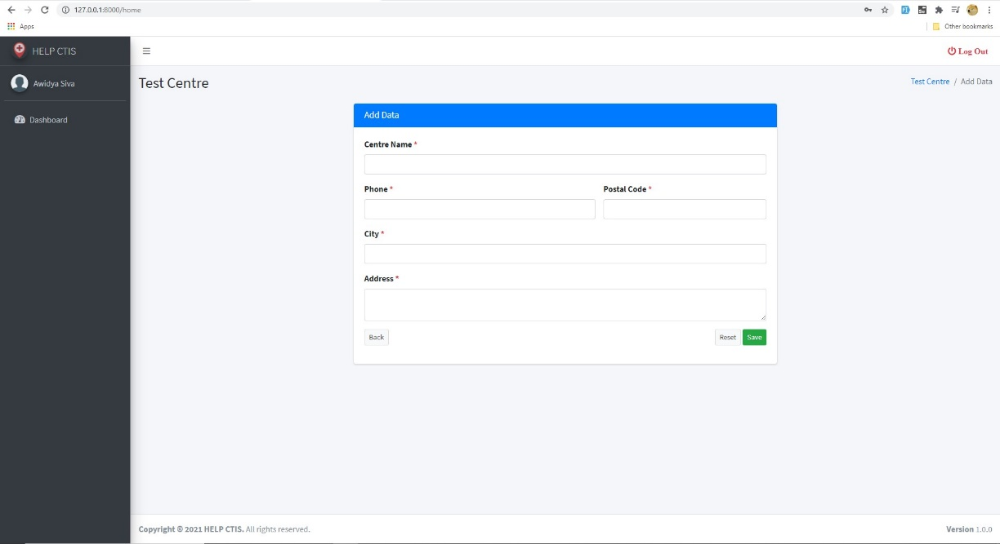 127.0.0.1:8000/home
Apps
Other bookmarks
HELP CTIS
Log Out
Awidya Siva
Test Centre
Test Centre / Add Data
Dashboard
Add Data
Centre Name *
Phone * Postal Code *
City *
Address *
Back Reset Save
Copyright © 2021 HELP CTIS. All rights reserved. Version 1.0.0